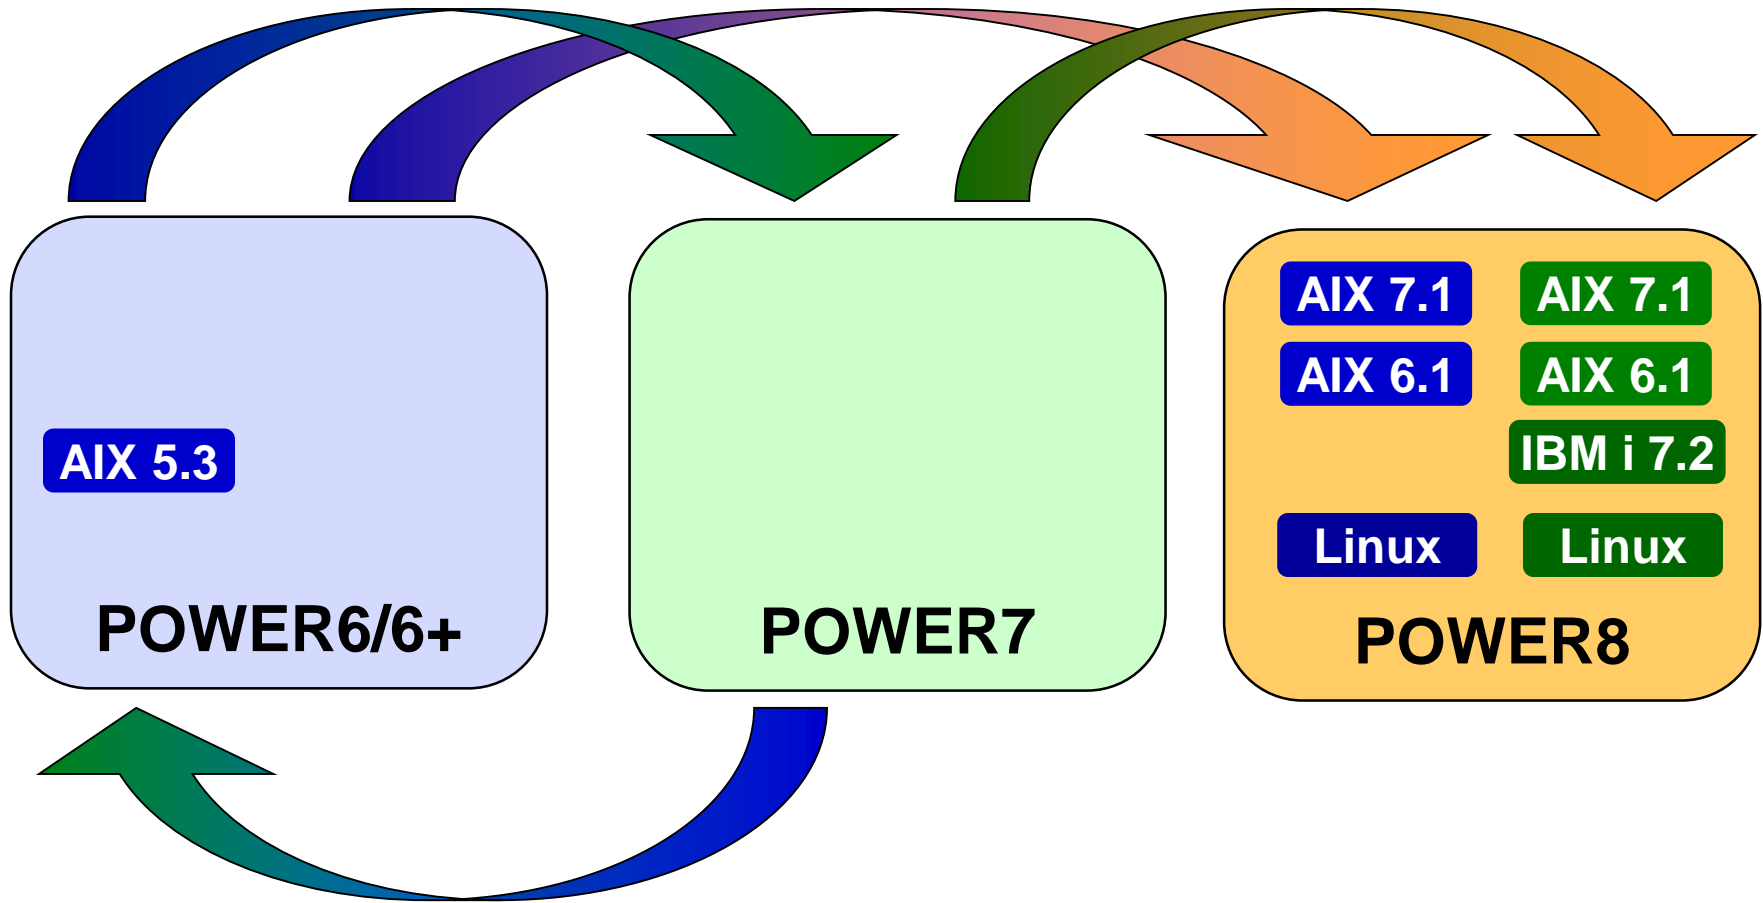 AIX 7.1 AIX 7.1
AIX 6.1 AIX 6.1
IBM i 7.2
AIX 5.3
Linux Linux
POWER6/6+ POWER7 POWER8